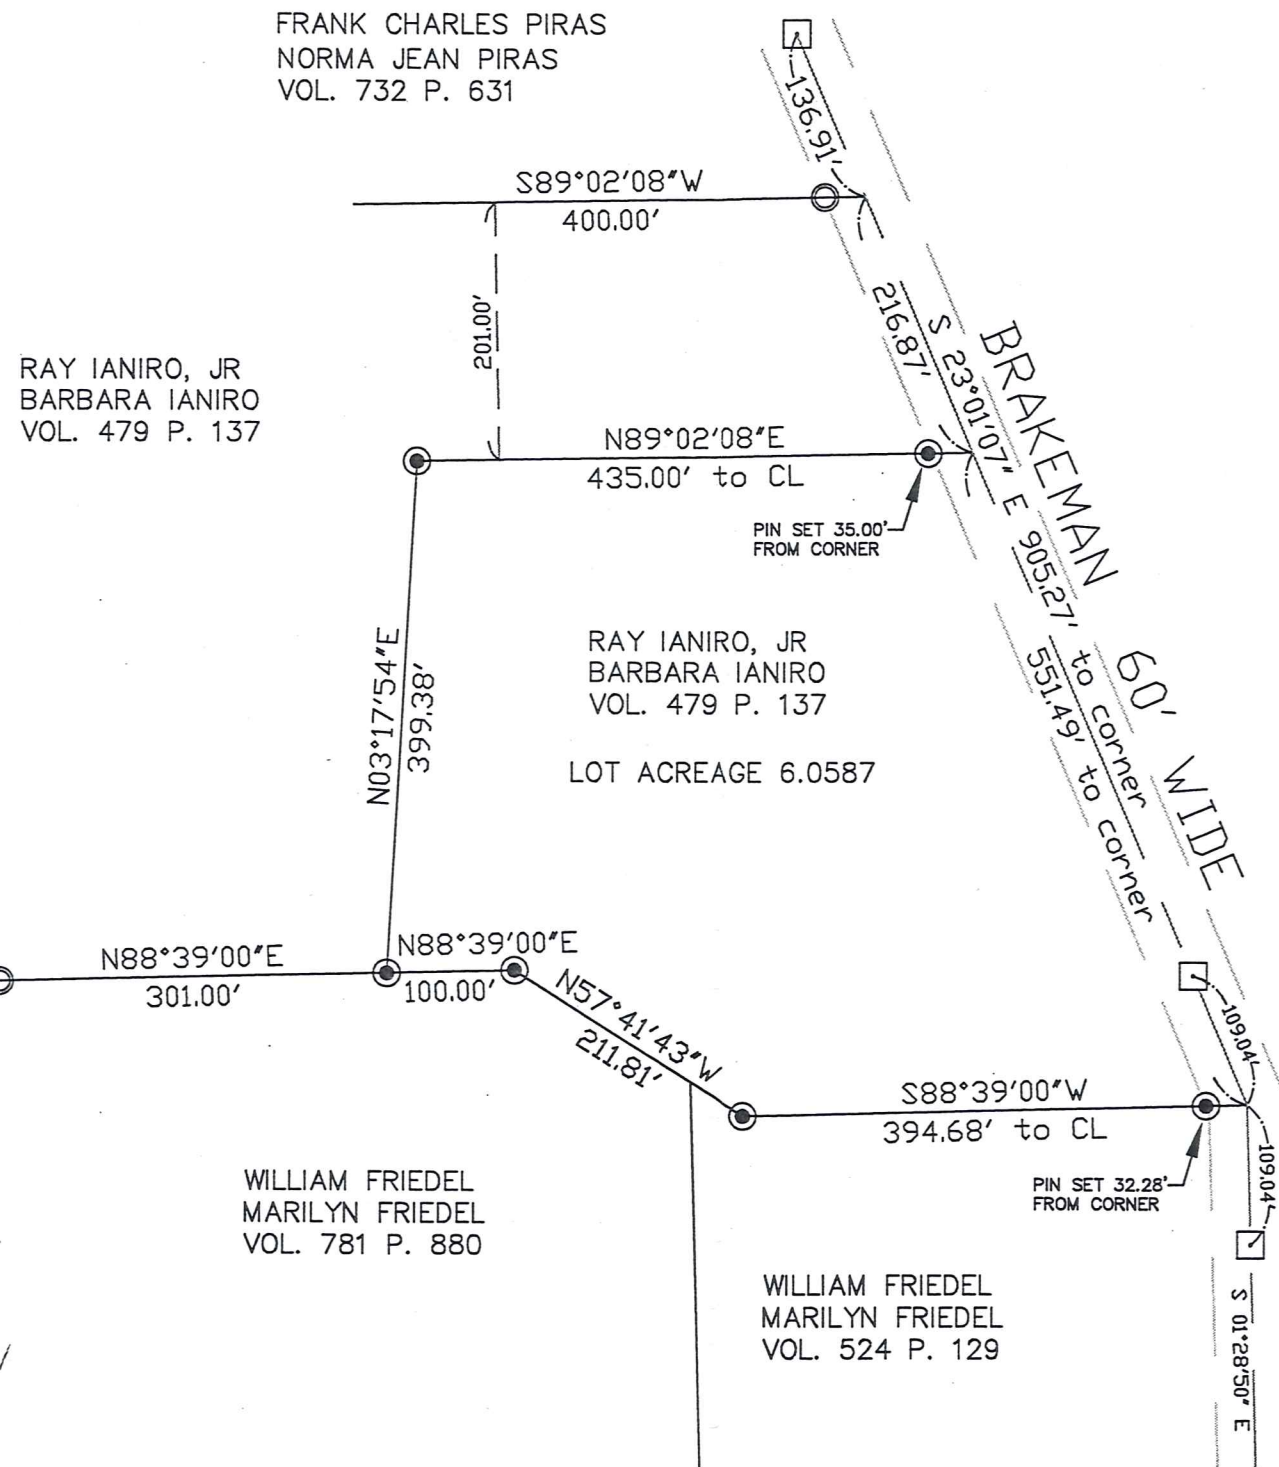 FRANK CHARLES PIRAS
NORMA JEAN PIRAS
VOL. 732 P. 631
136.91'
S89°02'08"W
400.00'
201.00'
216.87'
S 23°01'07" E 905.27' to corner
551.49' to corner
BRAKEMAN 60' WIDE
RAY IANIRO, JR
BARBARA IANIRO
VOL. 479 P. 137
N89°02'08"E
435.00' to CL
PIN SET 35.00'
FROM CORNER
N03°17'54"E
399.38'
RAY IANIRO, JR
BARBARA IANIRO
VOL. 479 P. 137
LOT ACREAGE 6.0587
N88°39'00"E
301.00'
N88°39'00"E
100.00'
N57°41'43"W
211.81'
109.04'
S88°39'00"W
394.68' to CL
109.04'
PIN SET 32.28'
FROM CORNER
WILLIAM FRIEDEL
MARILYN FRIEDEL
VOL. 781 P. 880
WILLIAM FRIEDEL
MARILYN FRIEDEL
VOL. 524 P. 129
S 01°28'50" E